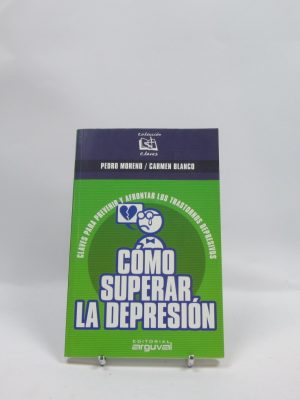 Colección
Claves
PEDRO MORENO / CARMEN BLANCO
CLAVES PARA PREVENIR Y AFRONTAR LOS TRASTORNOS DEPRESIVOS
CÓMO
SUPERAR
LA DEPRESIÓN
EDITORIAL
arguval